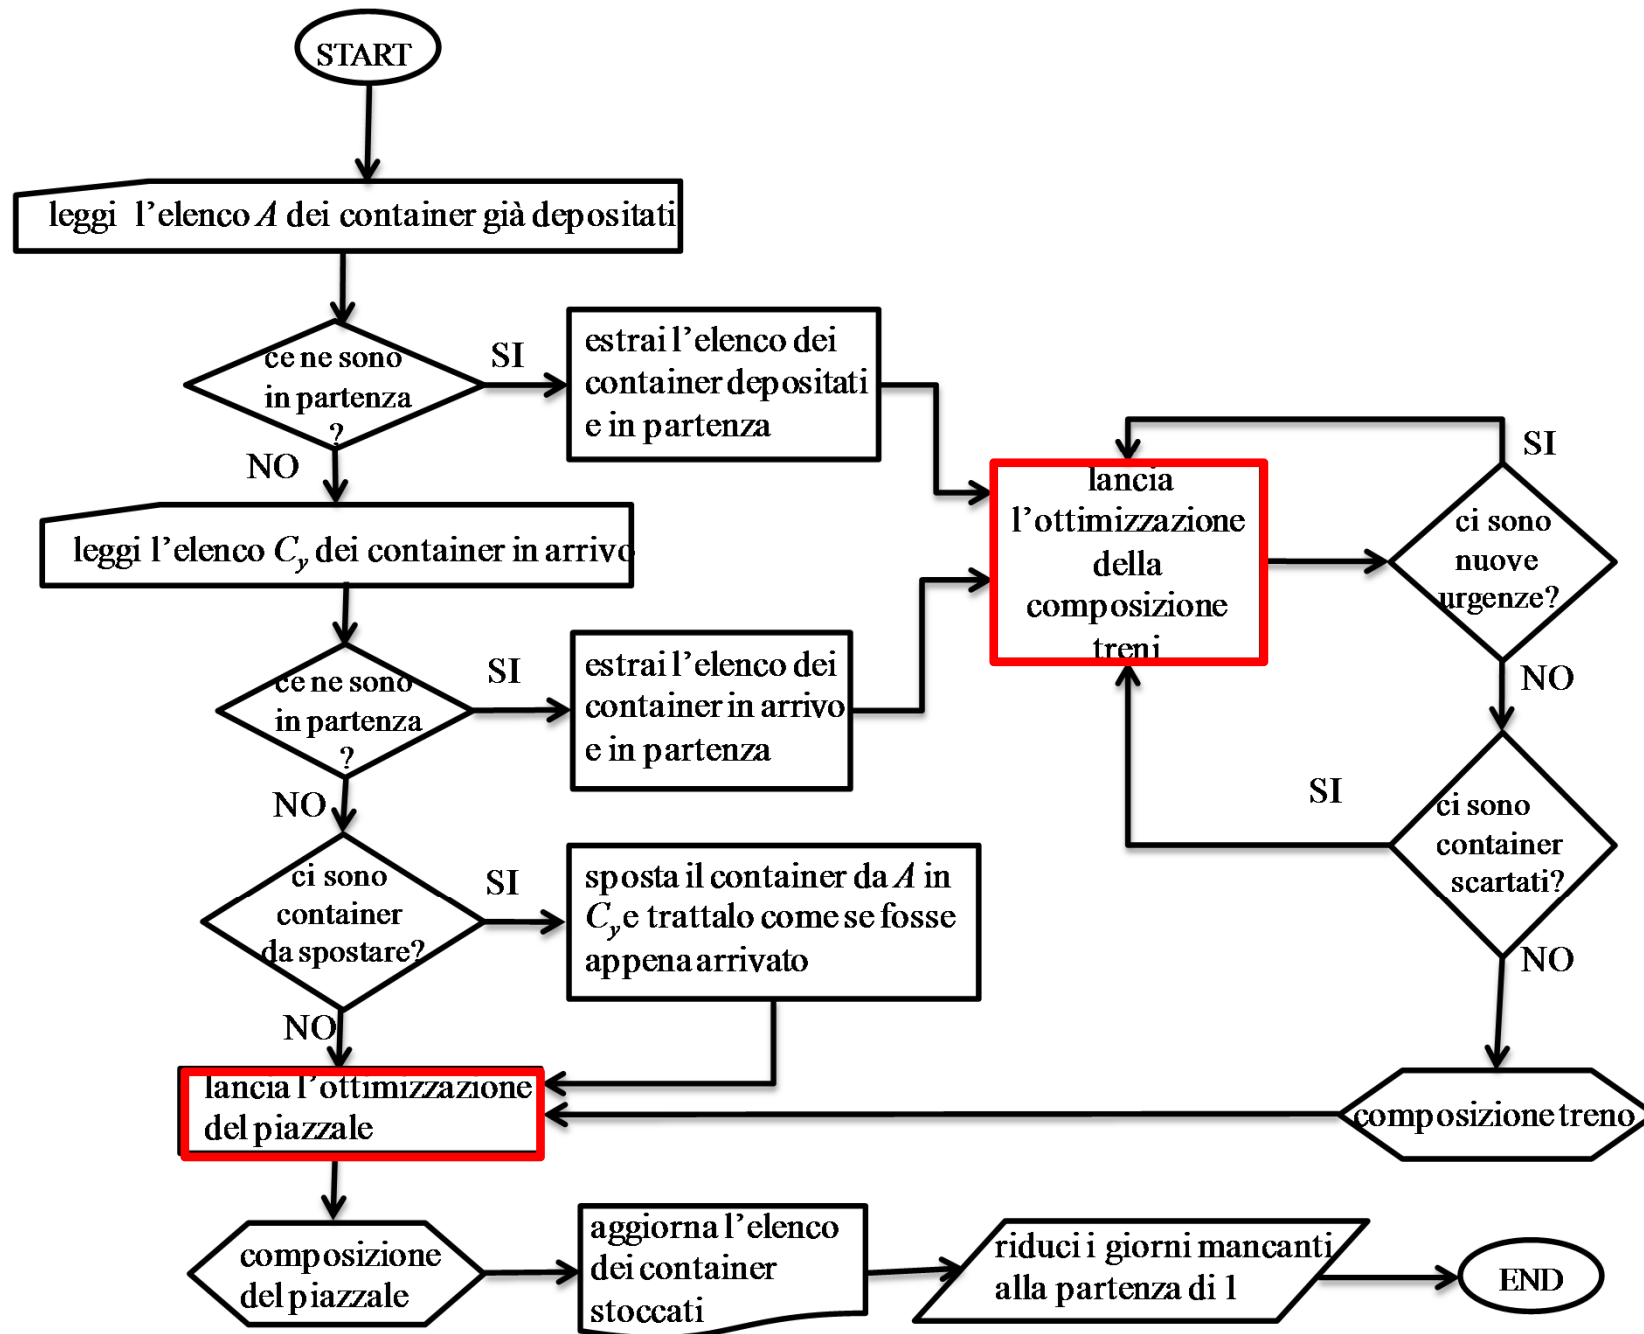 START
leggi l’elenco A dei container già depositati
ce ne sono
in partenza
?
SI
NO
estrai l’elenco dei
container depositati
e in partenza
leggi l’elenco Cy dei container in arrivo
ce ne sono
in partenza
?
SI
NO
estrai l’elenco dei
container in arrivo
e in partenza
ci sono
container
da spostare?
SI
NO
sposta il container da A in
Cy e trattalo come se fosse
appena arrivato
lancia
l’ottimizzazione
della
composizione
treni
ci sono
nuove
urgenze?
SI
NO
ci sono
container
scartati?
SI
NO
composizione treno
lancia l’ottimizzazione
del piazzale
composizione
del piazzale
aggiorna l’elenco
dei container
stoccati
riduci i giorni mancanti
alla partenza di 1
END